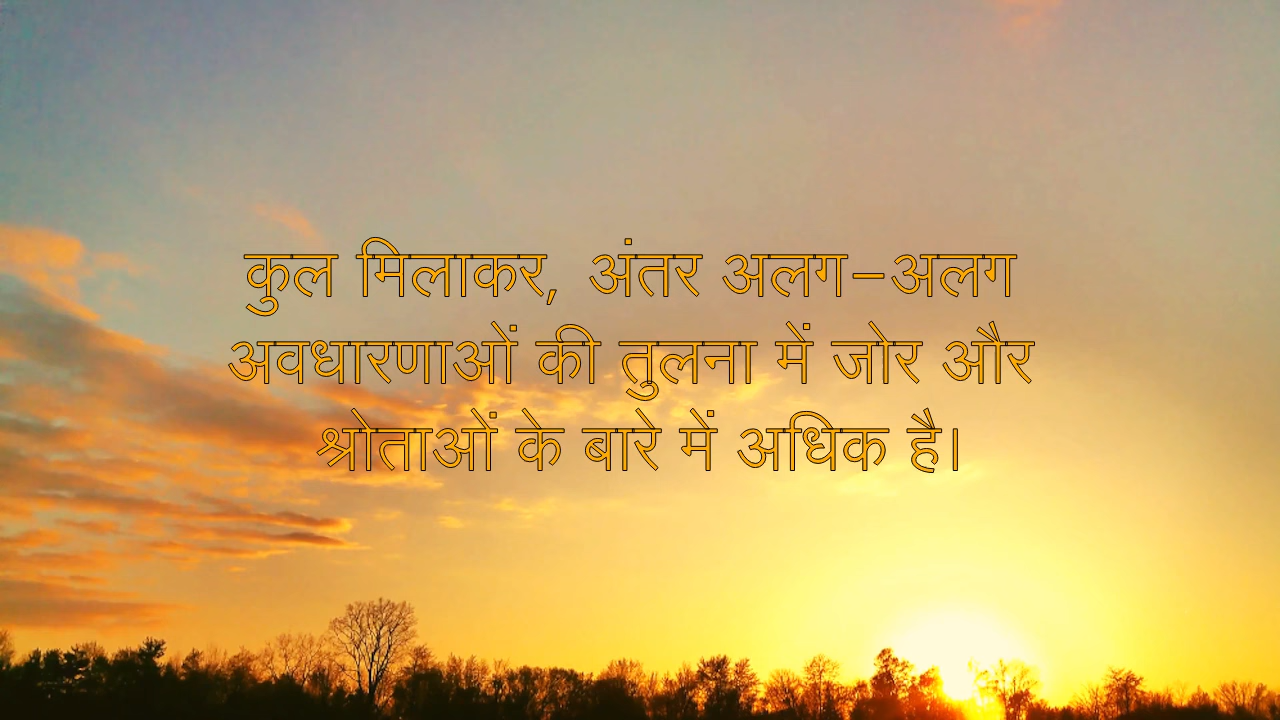 कुल मिलाकर, अंतर अलग-अलग
अवधारणाओं की तुलना में जोर और
श्रोताओं के बारे में अधिक है।